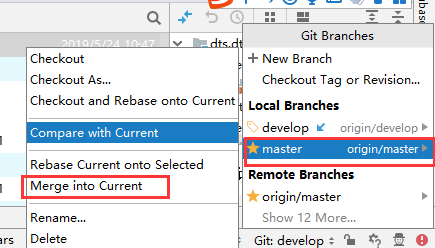 2019/5/24 10:47
dts.dt
Git Branches
+ New Branch
Checkout Tag or Revision...
Local Branches
develop origin/develop
master origin/master
Remote Branches
origin/master
Show 12 More...
Checkout
Checkout As...
Checkout and Rebase onto Current
Compare with Current
Rebase Current onto Selected
Merge into Current
Rename...
Delete
Git: develop